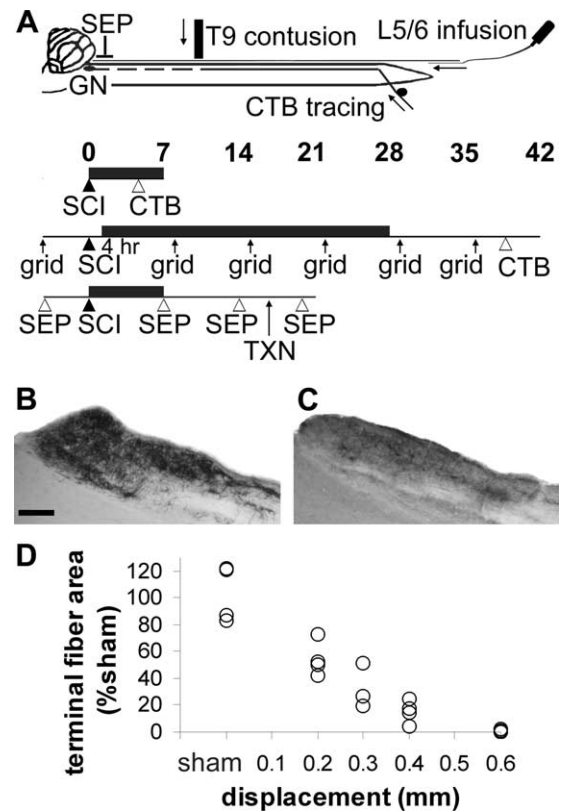 A
SEP
T9 contusion
L5/6 infusion
GN
CTB tracing
0 7 14 21 28 35 42
SCI CTB
4 hr
grid SCI grid grid grid grid grid CTB
SEP SCI SEP SEP SEP
TXN
B
C
D
terminal fiber area
(%sham)
120
100
80
60
40
20
0
sham 0.1 0.2 0.3 0.4 0.5 0.6
displacement (mm)